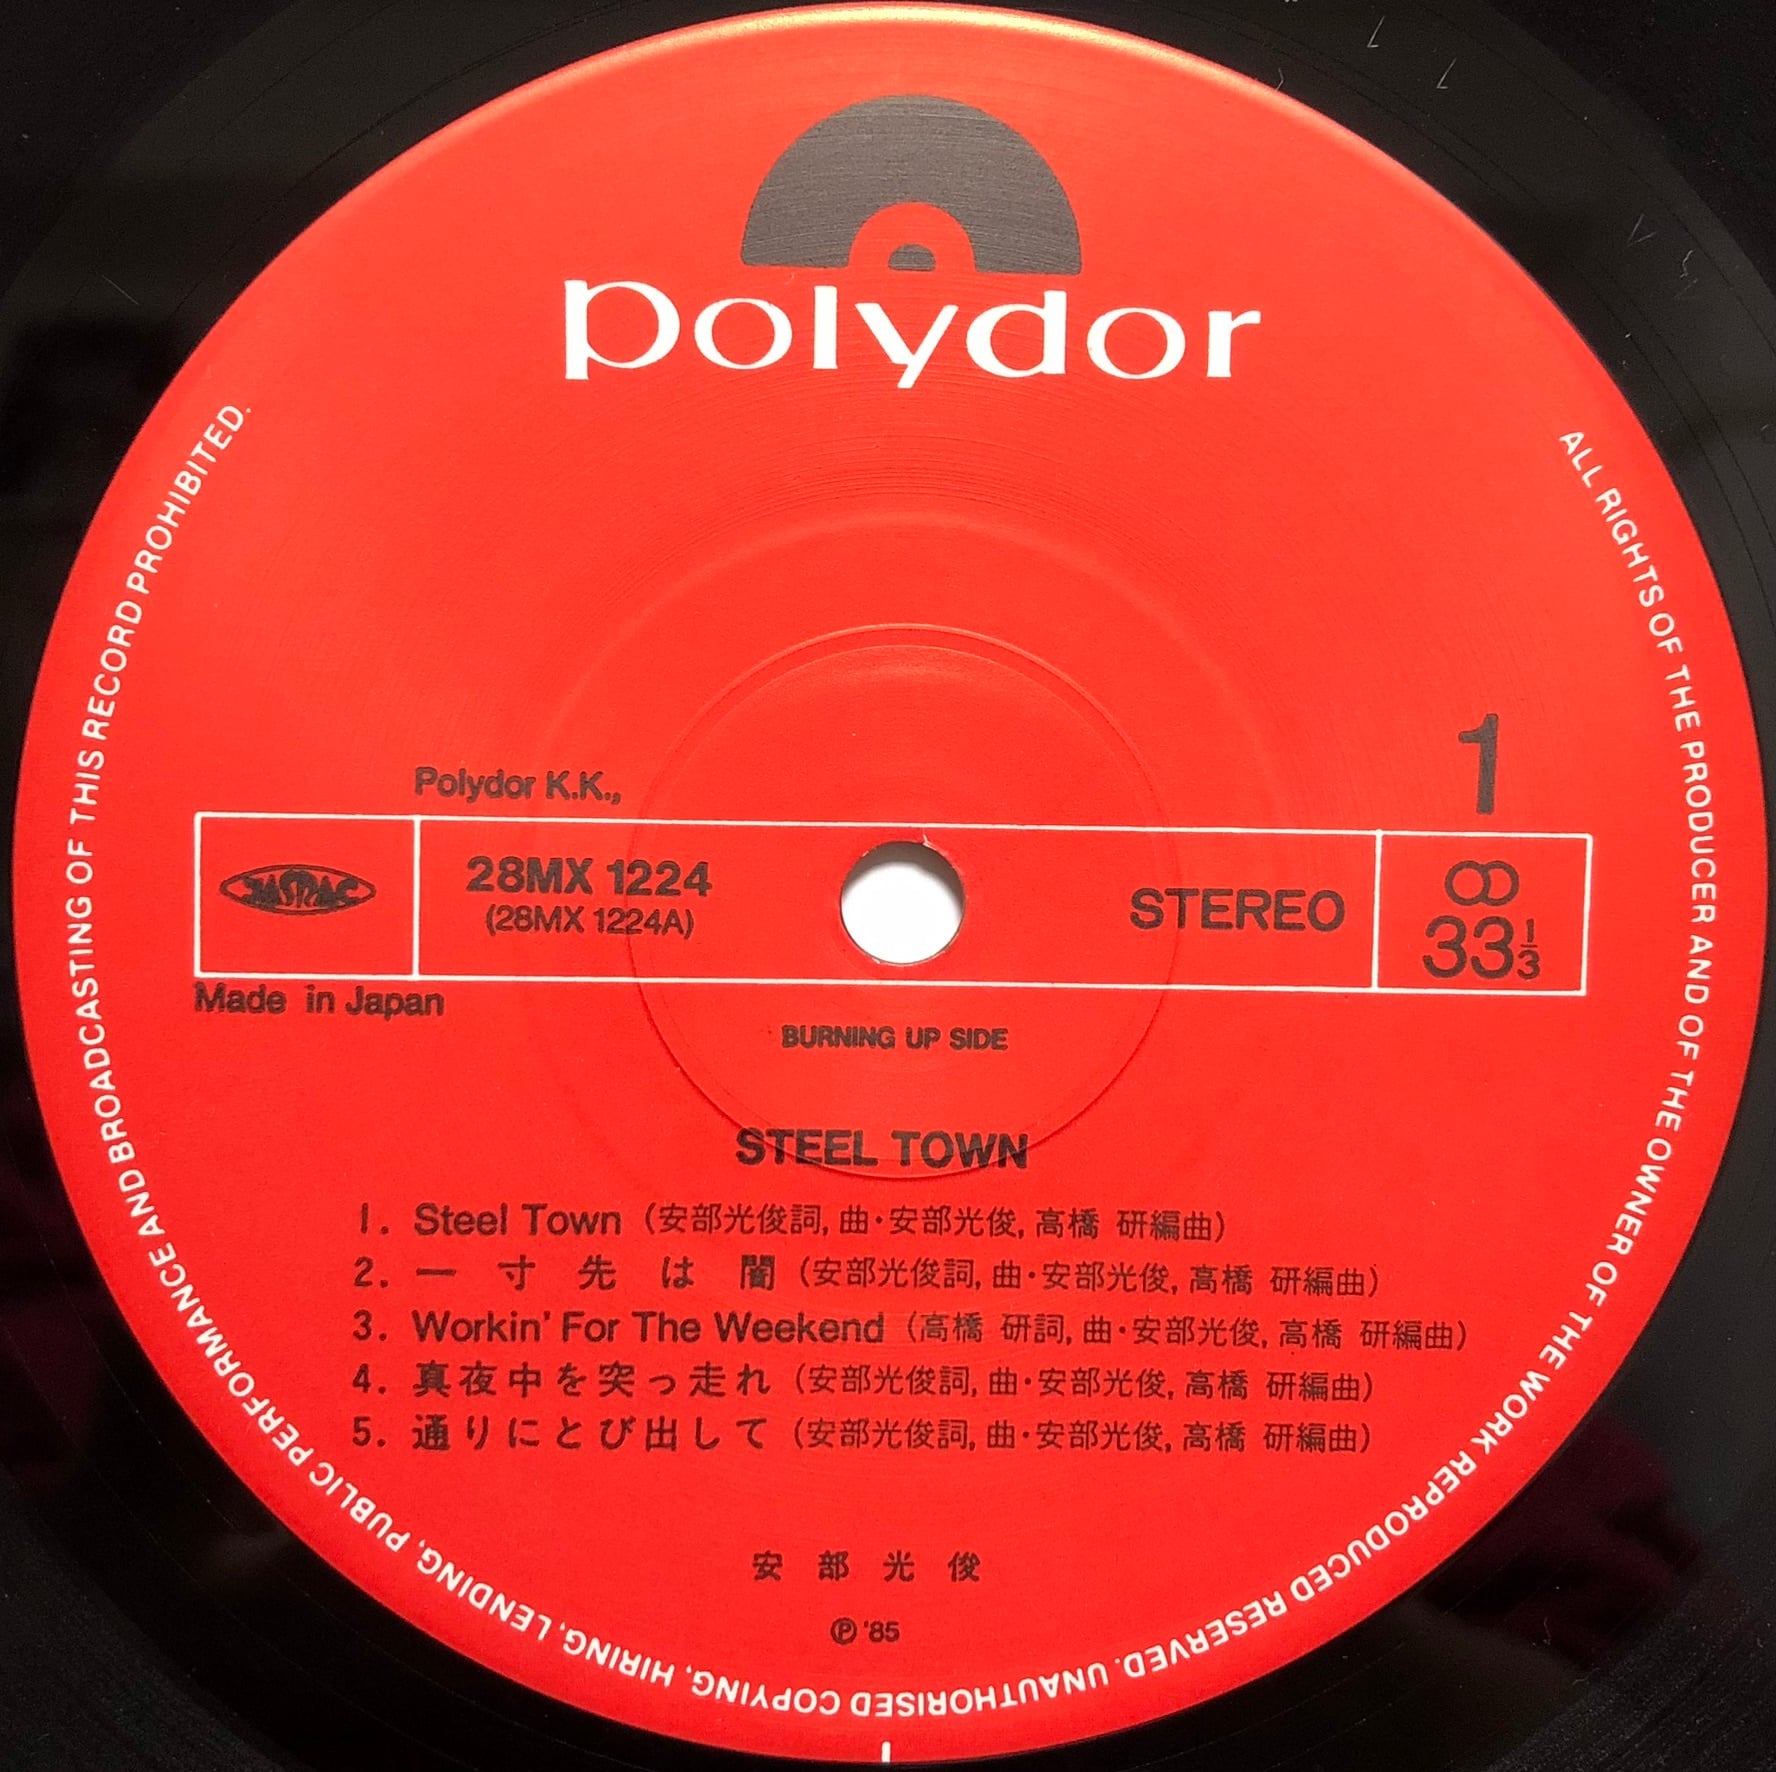 polydor
ALL RIGHTS OF THE PRODUCER AND OF THE OWNER OF THE WORK REPRODUCED RESERVED. UNAUTHORISED COPYING, HIRING, LENDING, PUBLIC PERFORMANCE AND BROADCASTING OF THIS RECORD PROHIBITED.
1
Polydor K.K.,
JASRAC
28MX 1224
(28MX 1224A)
STEREO
33 1/3
Made in Japan
BURNING UP SIDE
STEEL TOWN
1. Steel Town (安部光俊詞, 曲・安部光俊, 高橋 研編曲)
2. 一寸先は闇 (安部光俊詞, 曲・安部光俊, 高橋 研編曲)
3. Workin' For The Weekend (高橋 研詞, 曲・安部光俊, 高橋 研編曲)
4. 真夜中を突っ走れ (安部光俊詞, 曲・安部光俊, 高橋 研編曲)
5. 通りにとび出して (安部光俊詞, 曲・安部光俊, 高橋 研編曲)
安部光俊
Ⓟ '85